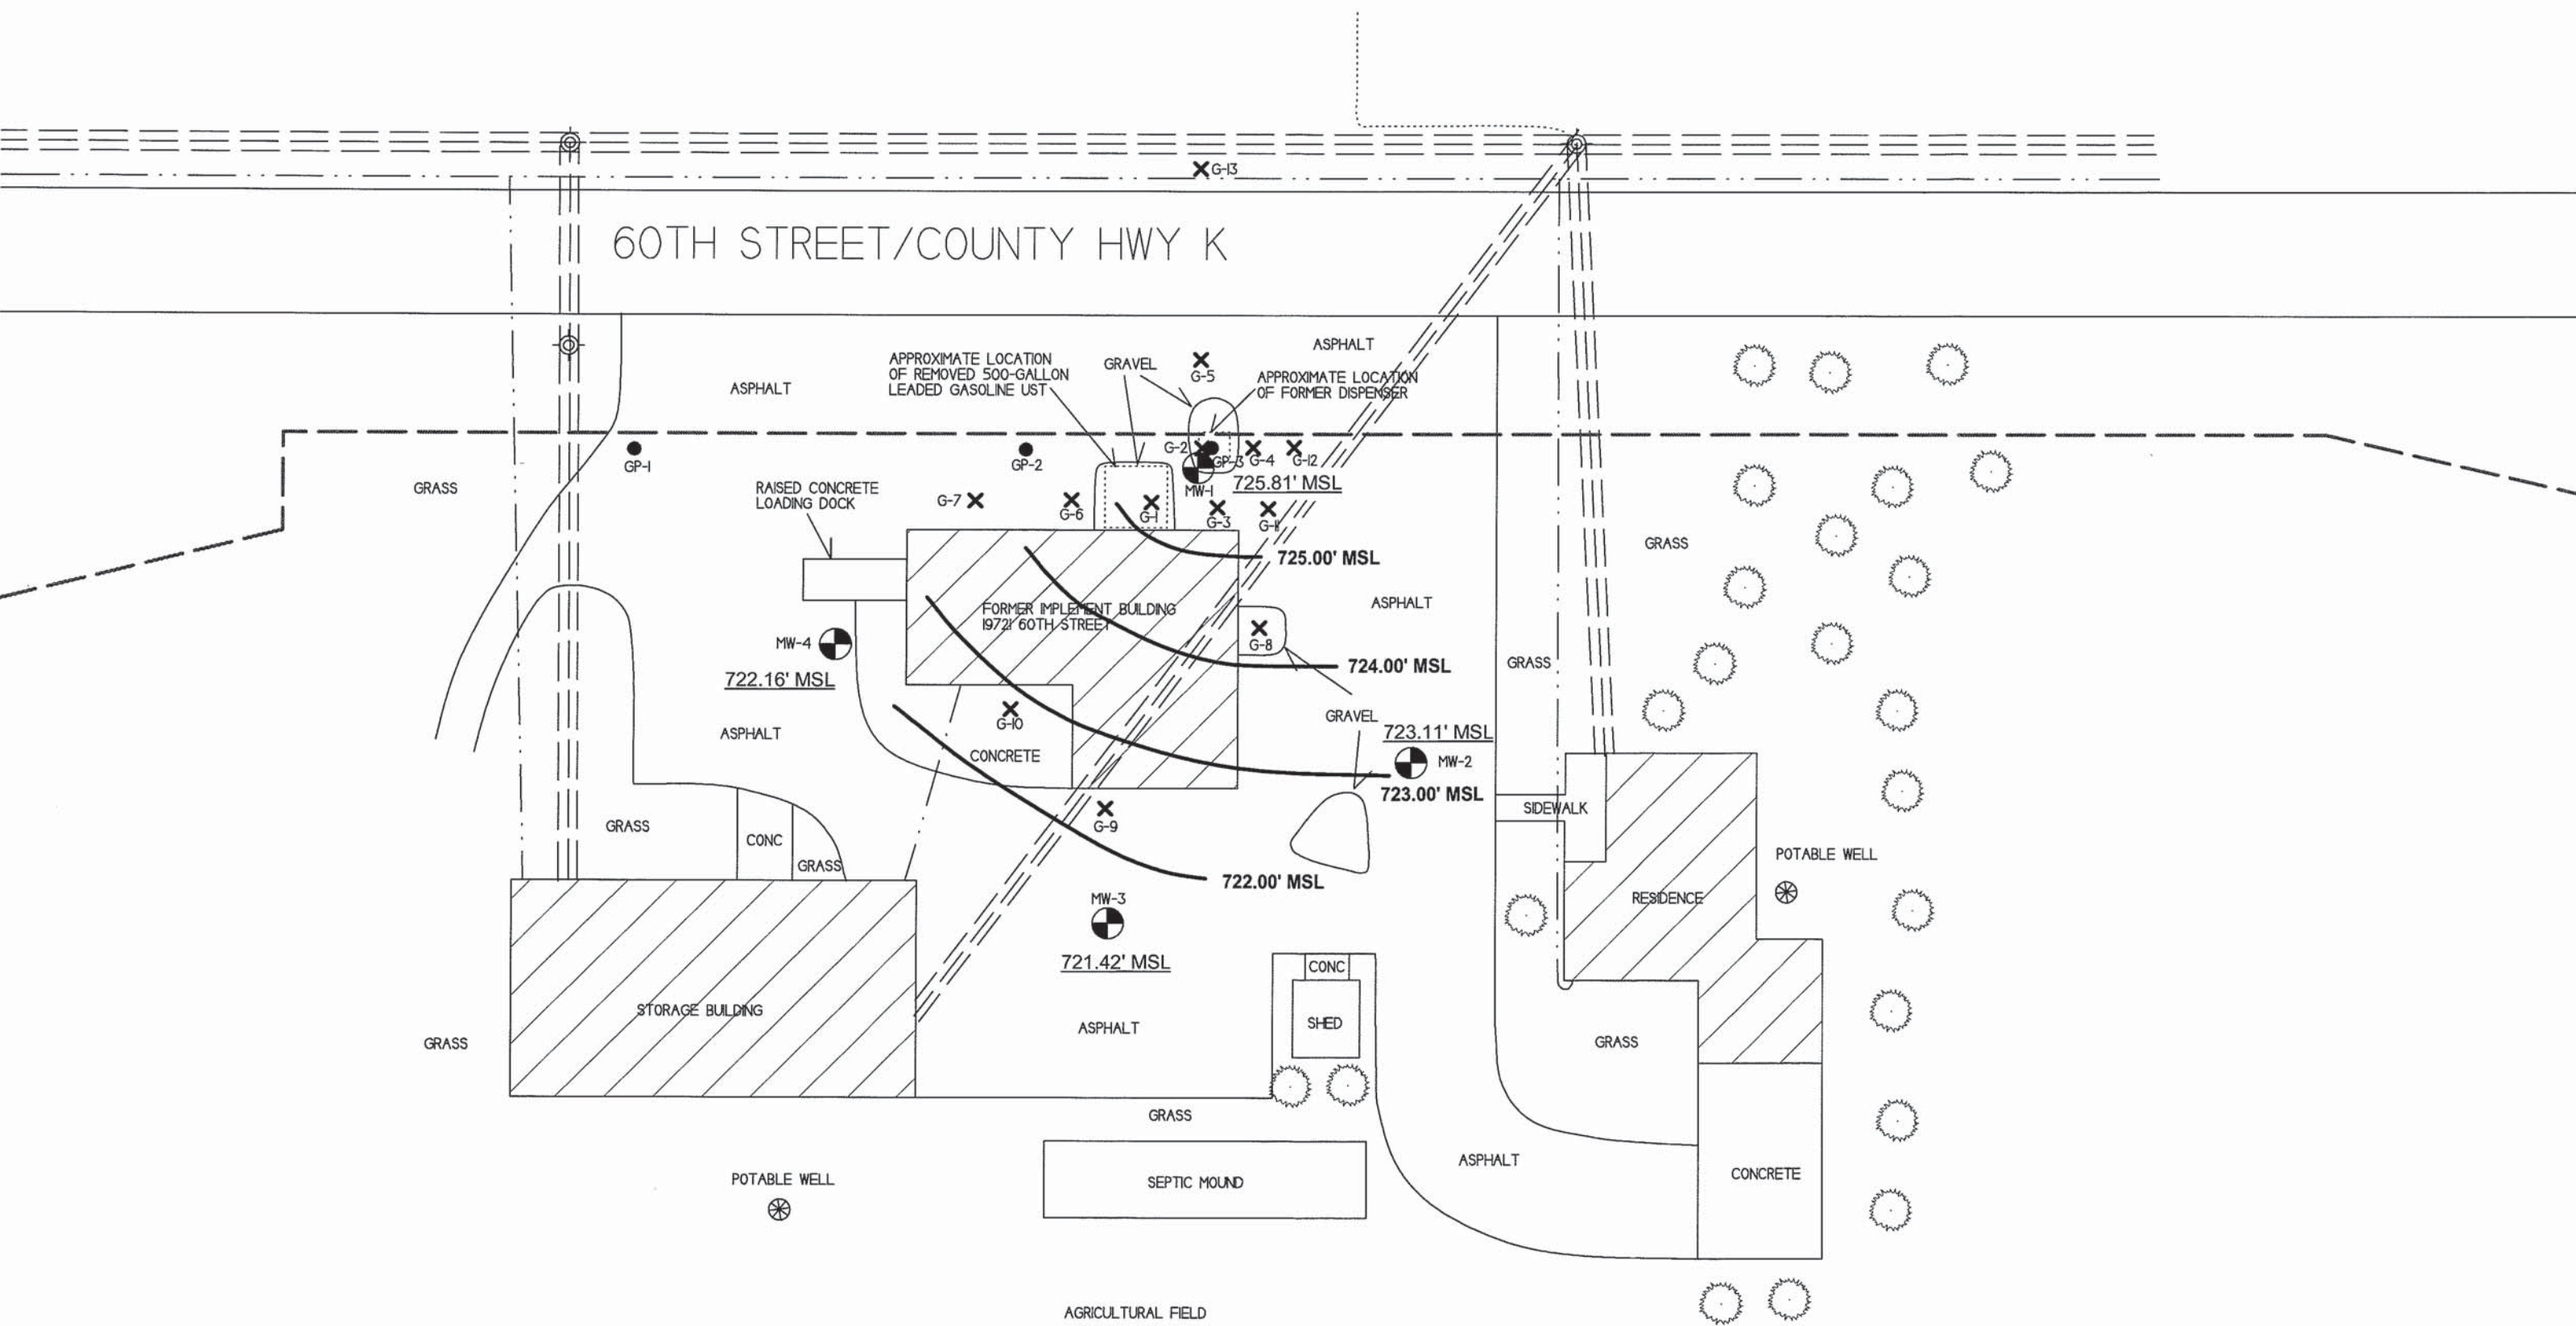 G-13
60TH STREET/COUNTY HWY K
ASPHALT
APPROXIMATE LOCATION
OF REMOVED 500-GALLON
LEADED GASOLINE UST
GRAVEL
G-5
APPROXIMATE LOCATION
OF FORMER DISPENSER
ASPHALT
GP-1
GP-2
G-2
GP-3
G-4
G-12
MW-1
725.81' MSL
GRASS
RAISED CONCRETE
LOADING DOCK
G-7
G-6
G-1
G-3
G-11
725.00' MSL
GRASS
FORMER IMPLEMENT BUILDING
19721 60TH STREET
ASPHALT
G-8
MW-4
722.16' MSL
724.00' MSL
GRASS
G-10
GRAVEL
723.11' MSL
ASPHALT
CONCRETE
MW-2
723.00' MSL
SIDEWALK
G-9
GRASS
CONC
GRASS
722.00' MSL
POTABLE WELL
RESIDENCE
MW-3
721.42' MSL
CONC
STORAGE BUILDING
SHED
ASPHALT
GRASS
GRASS
GRASS
ASPHALT
CONCRETE
POTABLE WELL
SEPTIC MOUND
AGRICULTURAL FIELD